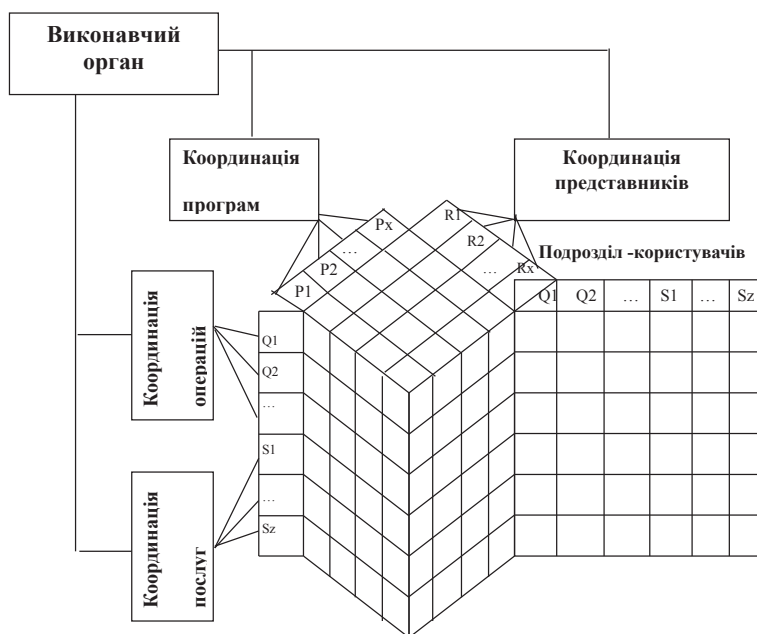 Виконавчий
орган
Координація
програм
Координація
представників
Подрозділ -користувачів
Px
...
P2
P1
R1
R2
...
Rx
Q1 Q2 ... S1 ... Sz
Координація
операцій
Q1
Q2
...
Координація
послуг
S1
...
Sz